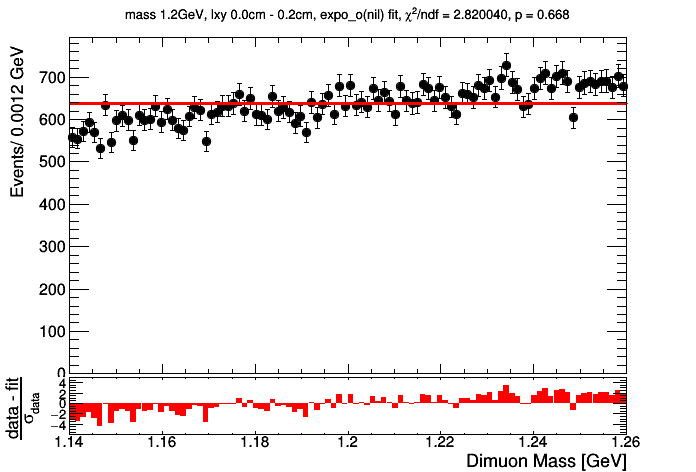 mass 1.2GeV, lxy 0.0cm - 0.2cm, expo_o(nil) fit, χ²/ndf = 2.820040, p = 0.668
Events/ 0.0012 GeV
700
600
500
400
300
200
100
0
data - fit
σdata
4
2
0
−2
−4
1.14 1.16 1.18 1.2 1.22 1.24 1.26
Dimuon Mass [GeV]